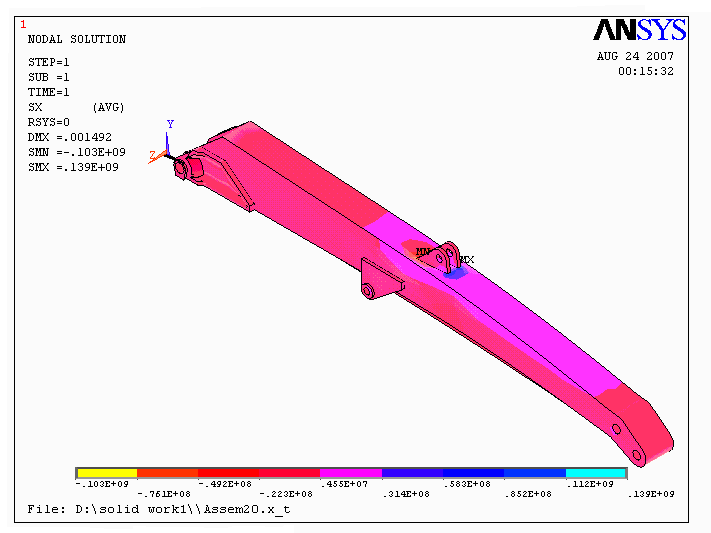 1
ANSYS
NODAL SOLUTION
AUG 24 2007
00:15:32
STEP=1
SUB =1
TIME=1
SX (AVG)
RSYS=0
DMX =.001492
SMN =-.103E+09
SMX =.139E+09
Y
Z
MN
MX
-.103E+09 -.492E+08 .455E+07 .583E+08 .112E+09
-.761E+08 -.223E+08 .314E+08 .852E+08 .139E+09
File: D:\solid work1\\Assem20.x_t